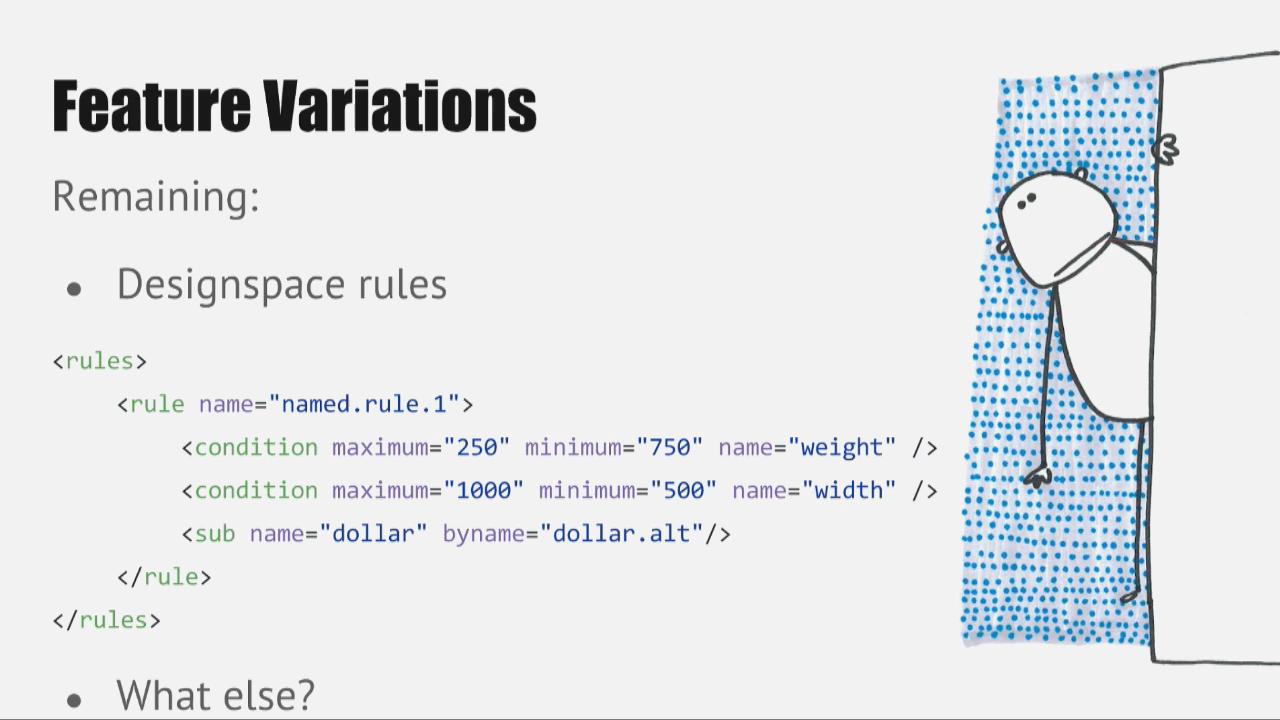 Feature Variations
Remaining:
● Designspace rules
<rules>
<rule name="named.rule.1">
<condition maximum="250" minimum="750" name="weight" />
<condition maximum="1000" minimum="500" name="width" />
<sub name="dollar" byname="dollar.alt"/>
</rule>
</rules>
● What else?